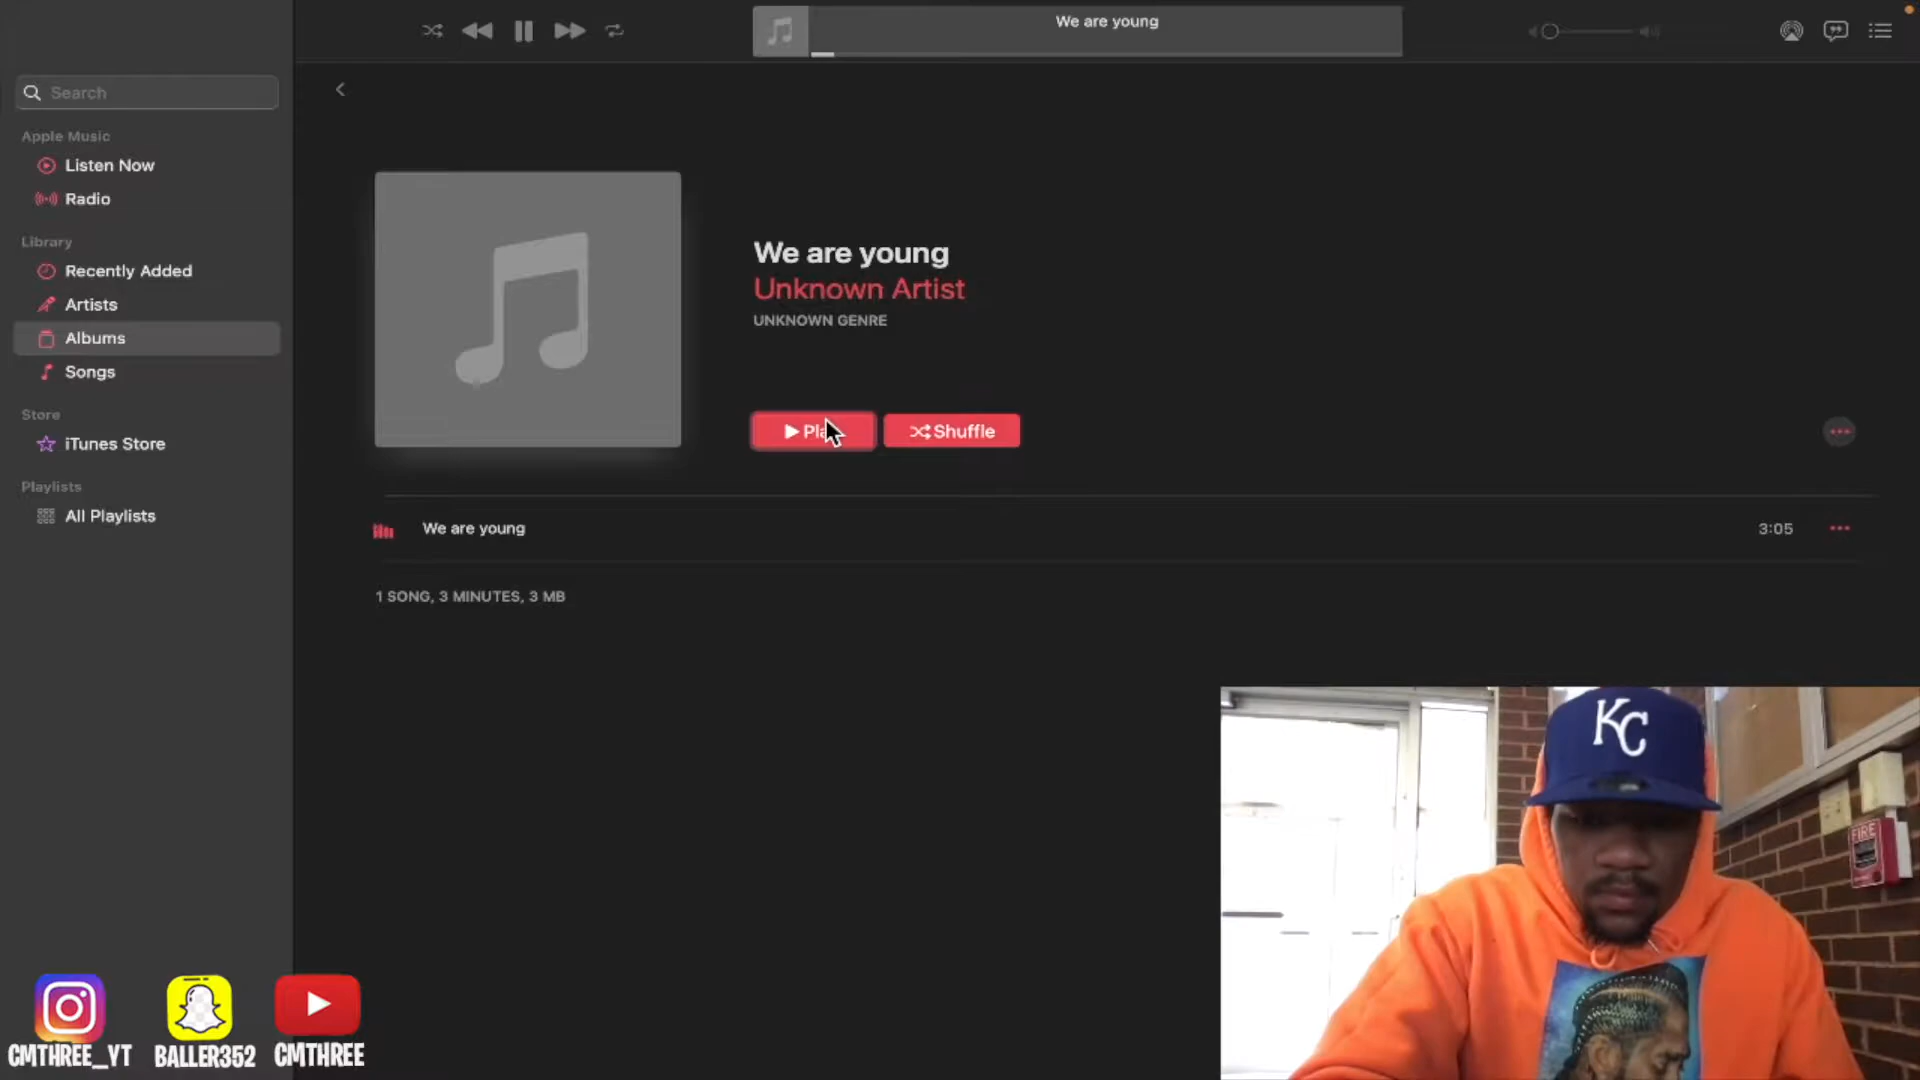 We are young
Search
Apple Music
Listen Now
Radio
Library
Recently Added
Artists
Albums
Songs
Store
iTunes Store
Playlists
All Playlists
We are young
Unknown Artist
UNKNOWN GENRE
Shuffle
We are young
3:05
1 SONG, 3 MINUTES, 3 MB
KC
FIRE
CMTHREE_YT
BALLER352
CMTHREE